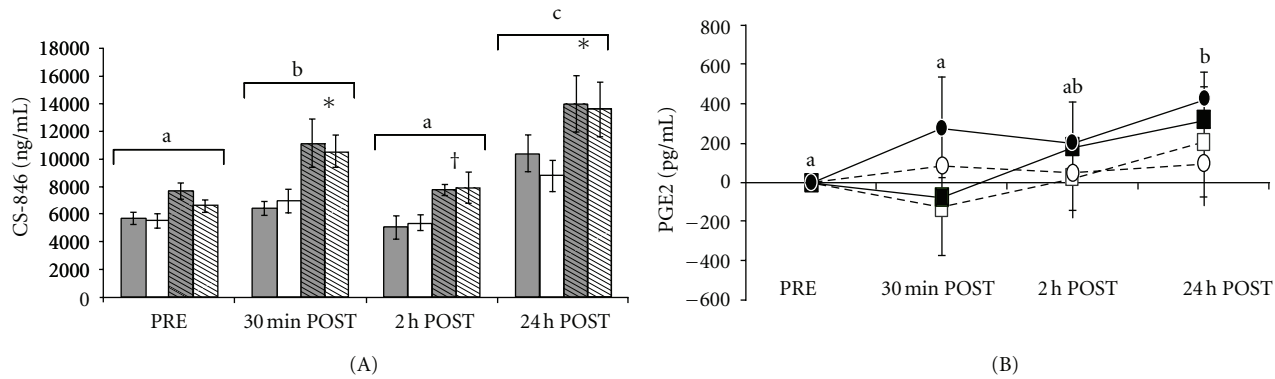 c
*
18000
16000
14000
12000
10000
8000
6000
4000
2000
0
CS-846 (ng/mL)
a
b
*
a
†
PRE
30 min POST
2 h POST
24 h POST
(A)
800
600
400
200
0
−200
−400
−600
PGE2 (pg/mL)
a
a
ab
b
PRE
30 min POST
2 h POST
24 h POST
(B)